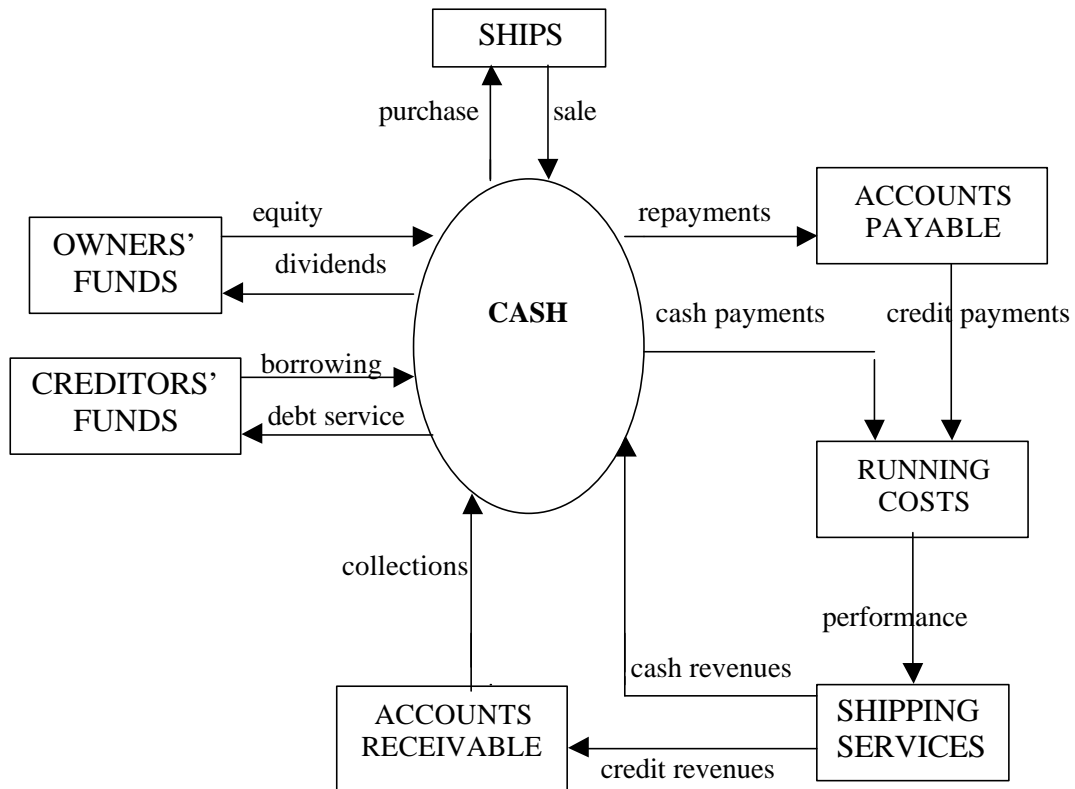 SHIPS
purchase
sale
equity
repayments
ACCOUNTS
PAYABLE
OWNERS’
FUNDS
dividends
CASH
cash payments
credit payments
borrowing
CREDITORS’
FUNDS
debt service
RUNNING
COSTS
collections
performance
cash revenues
ACCOUNTS
RECEIVABLE
SHIPPING
SERVICES
credit revenues